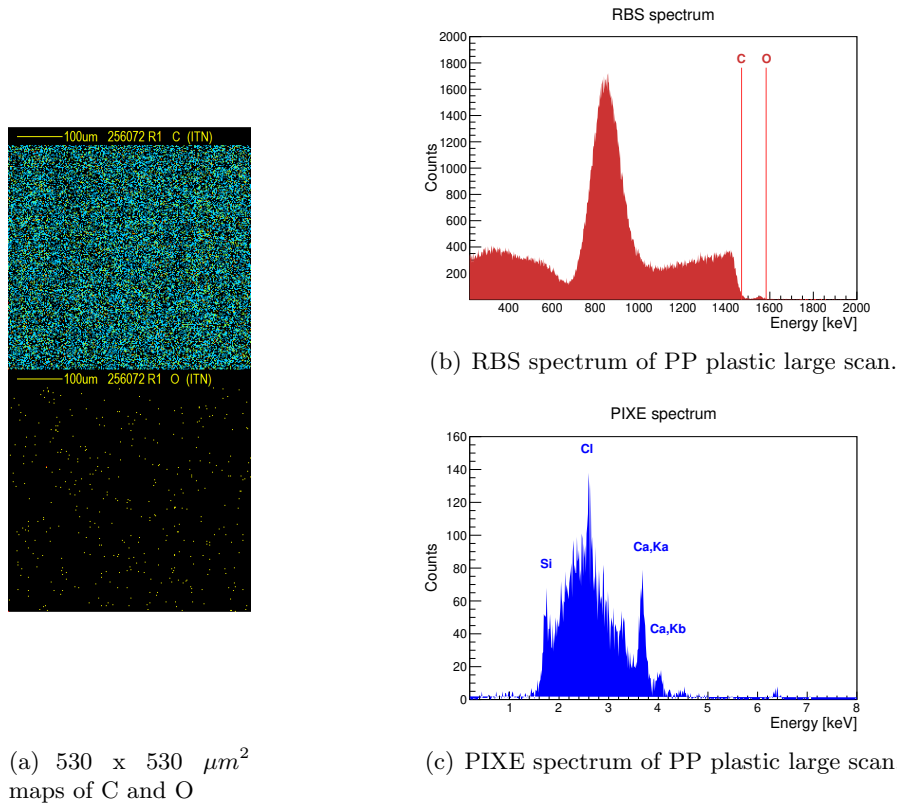 100um 256072 R1 C (ITN)
100um 256072 R1 O (ITN)
(a) 530 x 530 μm²
maps of C and O
RBS spectrum
Counts
2000
1800
1600
1400
1200
1000
800
600
400
200
C O
400 600 800 1000 1200 1400 1600 1800 2000
Energy [keV]
(b) RBS spectrum of PP plastic large scan.
PIXE spectrum
Counts
160
140
120
100
80
60
40
20
0
Cl
Si
Ca,Ka
Ca,Kb
1 2 3 4 5 6 7 8
Energy [keV]
(c) PIXE spectrum of PP plastic large scan